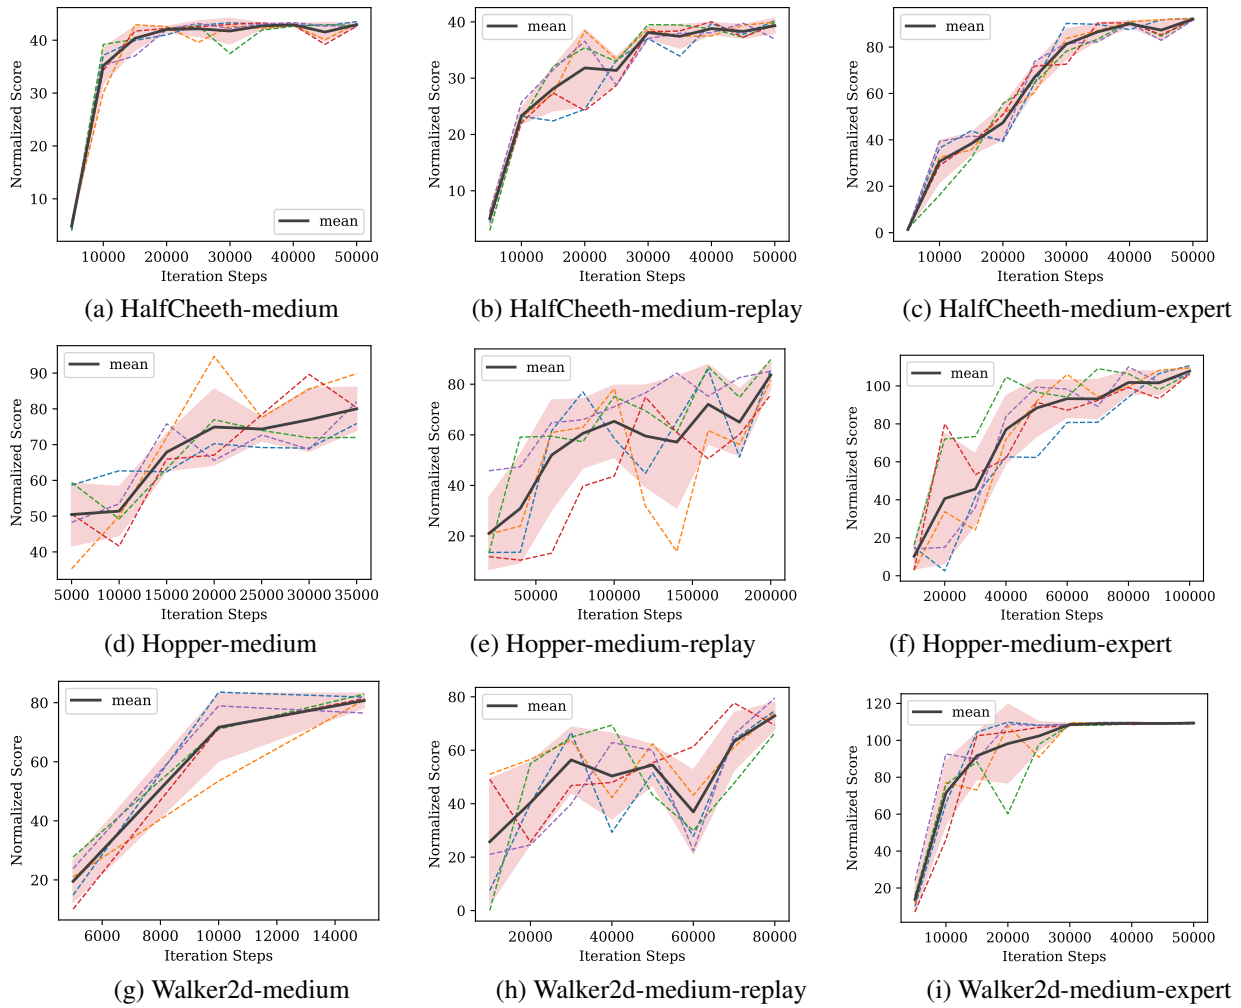 40
30
20
10
Normalized Score
mean
10000 20000 30000 40000 50000
Iteration Steps
(a) HalfCheeth-medium
40
30
20
10
Normalized Score
10000 20000 30000 40000 50000
Iteration Steps
(b) HalfCheeth-medium-replay
80
60
40
20
0
Normalized Score
10000 20000 30000 40000 50000
Iteration Steps
(c) HalfCheeth-medium-expert
90
80
70
60
50
40
Normalized Score
mean
5000 10000 15000 20000 25000 30000 35000
Iteration Steps
(d) Hopper-medium
80
60
40
20
Normalized Score
mean
50000 100000 150000 200000
Iteration Steps
(e) Hopper-medium-replay
100
80
60
40
20
0
Normalized Score
mean
20000 40000 60000 80000 100000
Iteration Steps
(f) Hopper-medium-expert
80
60
40
20
Normalized Score
mean
6000 8000 10000 12000 14000
Iteration Steps
(g) Walker2d-medium
80
60
40
20
0
Normalized Score
mean
20000 40000 60000 80000
Iteration Steps
(h) Walker2d-medium-replay
120
100
80
60
40
20
0
Normalized Score
mean
10000 20000 30000 40000 50000
Iteration Steps
(i) Walker2d-medium-expert